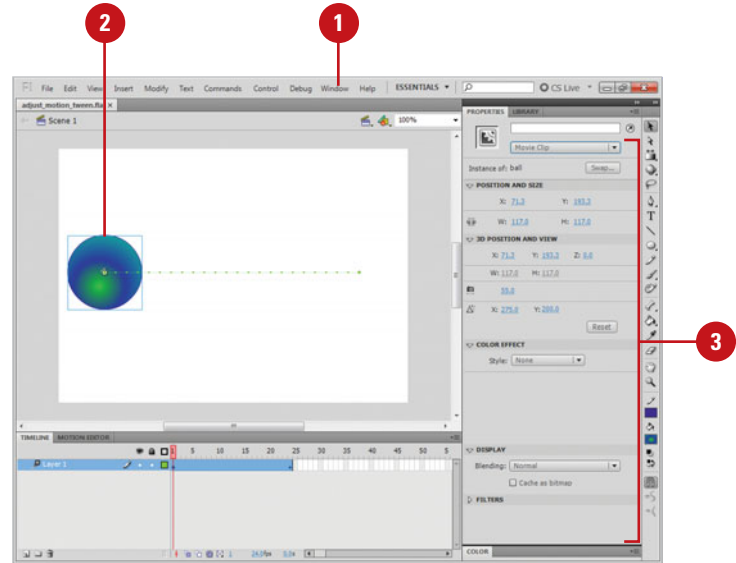 2
1
Fl File Edit View Insert Modify Text Commands Control Debug Window Help ESSENTIALS CS Live
adjust_motion_tween.fla
Scene 1 100%
PROPERTIES LIBRARY
Movie Clip
Instance of: ball Swap...
POSITION AND SIZE
X: 71.3 Y: 193.3
W: 117.0 H: 117.0
3D POSITION AND VIEW
X: 71.3 Y: 193.3 Z: 0.0
W: 117.0 H: 117.0
55.0
X: 275.0 Y: 200.0
Reset
3
COLOR EFFECT
Style: None
TIMELINE MOTION EDITOR
1 5 10 15 20 25 30 35 40 45 50 5
Layer 1
DISPLAY
Blending: Normal
Cache as bitmap
FILTERS
1 24.0fps 0.0s
COLOR